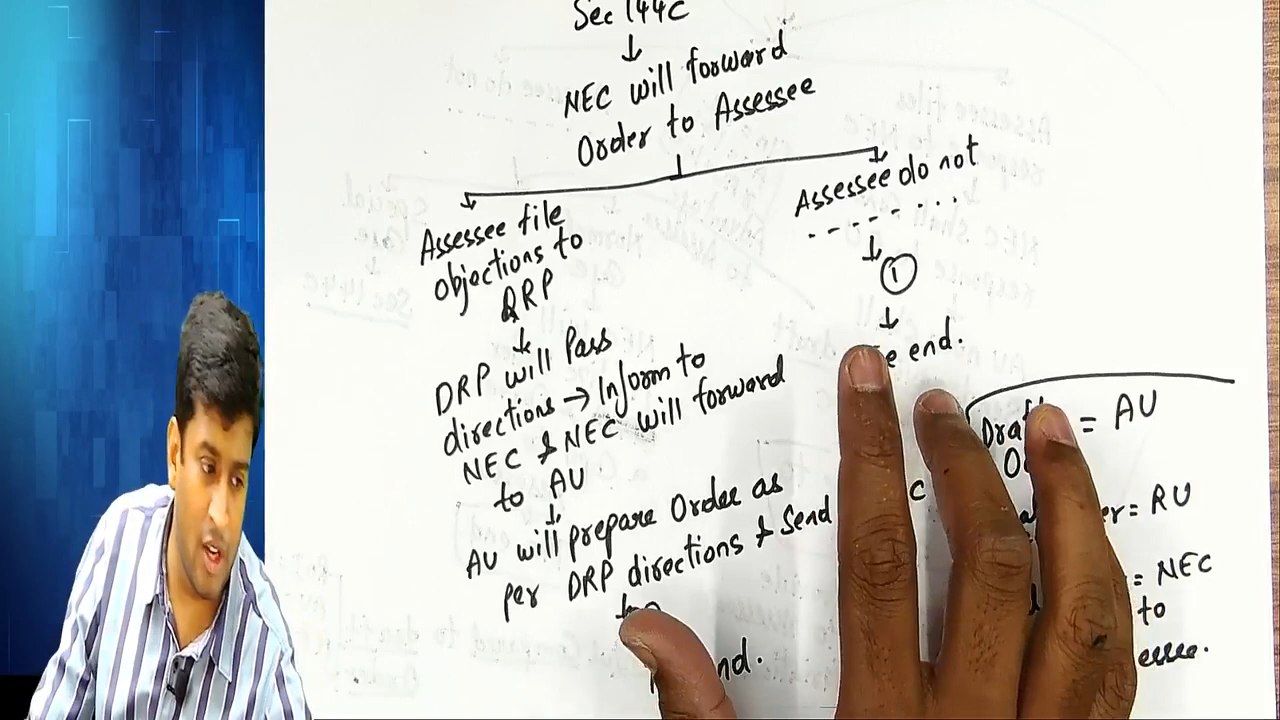 Sec 144C
NEC will forward
Order to Assessee
Assessee file
objections to
DRP
DRP will Pass
directions → Inform to
NEC & NEC will forward
to AU
AU will prepare Order as
per DRP directions & Send
Assessee do not
- - - - - - . . .
①
end.
= AU
C
= RU
= NEC
to